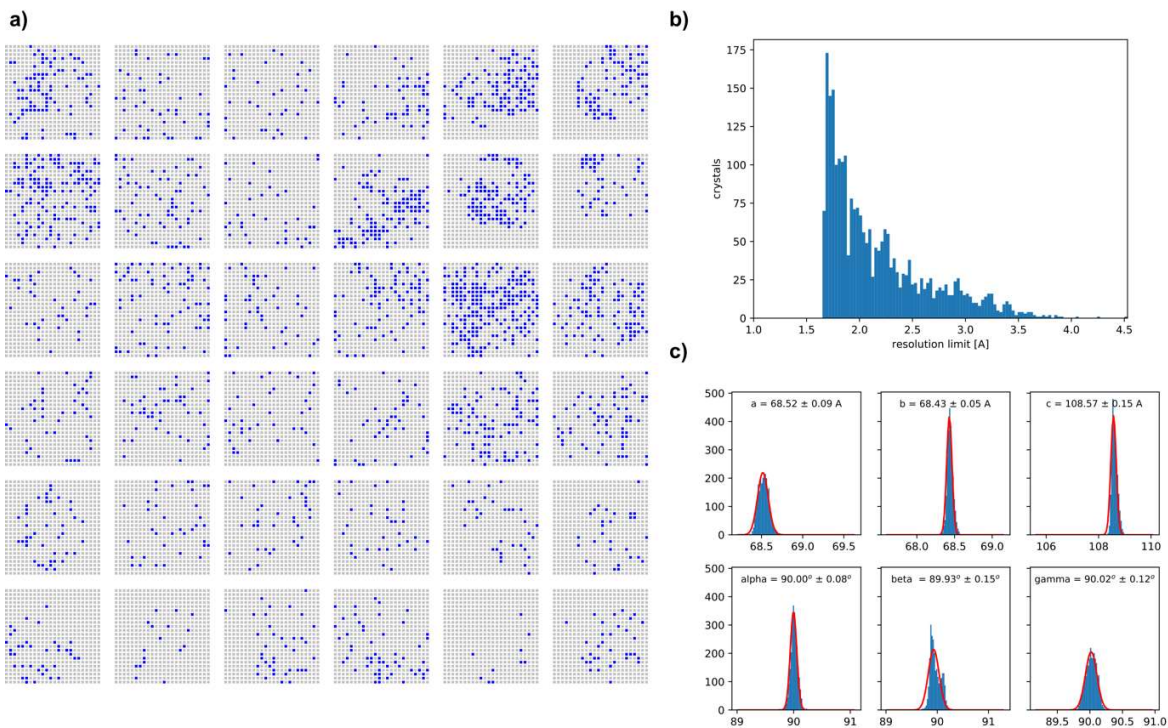 a)
b)
175
150
125
100
75
50
25
0
crystals
1.0 1.5 2.0 2.5 3.0 3.5 4.0 4.5
resolution limit [A]
c)
500
400
300
200
100
0
a = 68.52 ± 0.09 A
b = 68.43 ± 0.05 A
c = 108.57 ± 0.15 A
68.5 69.0 69.5
68.0 68.5 69.0
106 108 110
500
400
300
200
100
0
alpha = 90.00° ± 0.08°
beta = 89.93° ± 0.15°
gamma = 90.02° ± 0.12°
89 90 91
89 90 91
89.5 90.0 90.5 91.0